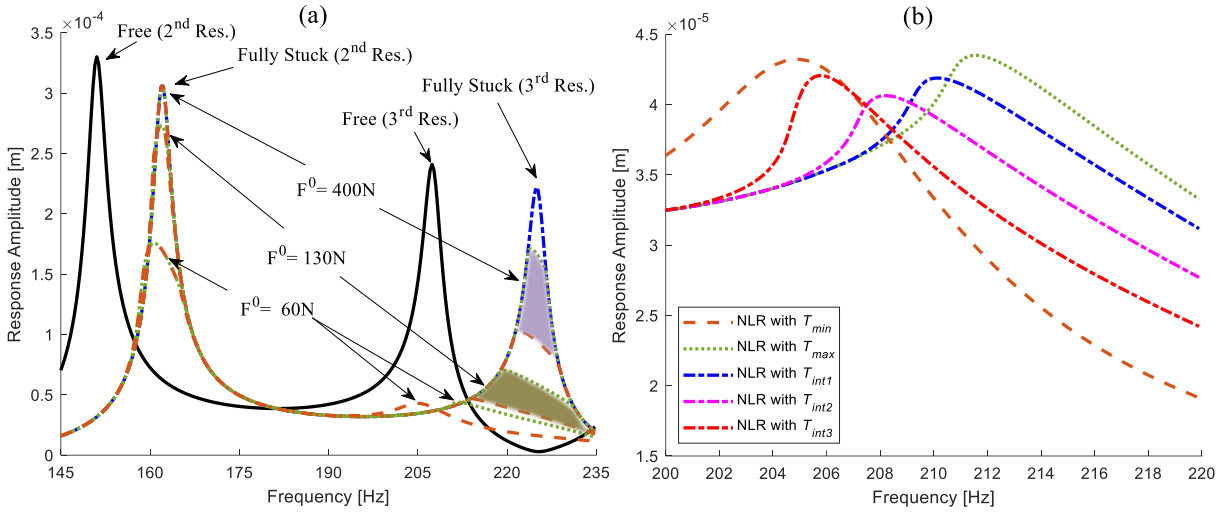 (a)
×10⁻⁴
Free (2nd Res.)
Fully Stuck (2nd Res.)
Fully Stuck (3rd Res.)
Free (3rd Res.)
F⁰= 400N
F⁰= 130N
F⁰= 60N
Response Amplitude [m]
3.5
3
2.5
2
1.5
1
0.5
0
145
160
175
190
205
220
235
Frequency [Hz]
(b)
×10⁻⁵
Response Amplitude [m]
5.5
5
4.5
4
3.5
3
2.5
2
1.5
NLR with T_min
NLR with T_max
NLR with T_int1
NLR with T_int2
NLR with T_int3
200
202
204
206
208
210
212
214
216
218
220
Frequency [Hz]